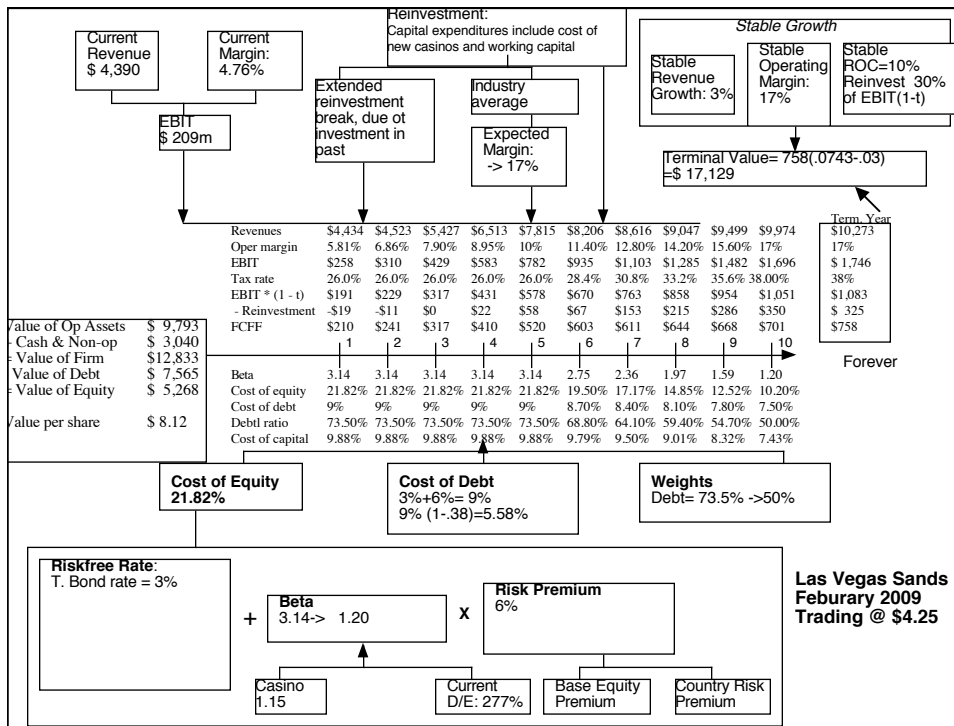 Reinvestment:
Capital expenditures include cost of
new casinos and working capital
Stable Growth
Current
Revenue
$ 4,390
Current
Margin:
4.76%
Stable
Revenue
Growth: 3%
Stable
Operating
Margin:
17%
Stable
ROC=10%
Reinvest 30%
of EBIT(1-t)
Extended
reinvestment
break, due ot
investment in
past
Industry
average
EBIT
$ 209m
Expected
Margin:
-> 17%
Terminal Value= 758(.0743-.03)
=$ 17,129
Term. Year
Revenues $4,434 $4,523 $5,427 $6,513 $7,815 $8,206 $8,616 $9,047 $9,499 $9,974 $10,273
Oper margin 5.81% 6.86% 7.90% 8.95% 10% 11.40% 12.80% 14.20% 15.60% 17% 17%
EBIT $258 $310 $429 $583 $782 $935 $1,103 $1,285 $1,482 $1,696 $ 1,746
Tax rate 26.0% 26.0% 26.0% 26.0% 26.0% 28.4% 30.8% 33.2% 35.6% 38.00% 38%
EBIT * (1 - t) $191 $229 $317 $431 $578 $670 $763 $858 $954 $1,051 $1,083
- Reinvestment -$19 -$11 $0 $22 $58 $67 $153 $215 $286 $350 $ 325
FCFF $210 $241 $317 $410 $520 $603 $611 $644 $668 $701 $758
1 2 3 4 5 6 7 8 9 10
Forever
Value of Op Assets $ 9,793
+ Cash & Non-op $ 3,040
= Value of Firm $12,833
- Value of Debt $ 7,565
= Value of Equity $ 5,268
Value per share $ 8.12
Beta 3.14 3.14 3.14 3.14 3.14 2.75 2.36 1.97 1.59 1.20
Cost of equity 21.82% 21.82% 21.82% 21.82% 21.82% 19.50% 17.17% 14.85% 12.52% 10.20%
Cost of debt 9% 9% 9% 9% 9% 8.70% 8.40% 8.10% 7.80% 7.50%
Debtl ratio 73.50% 73.50% 73.50% 73.50% 73.50% 68.80% 64.10% 59.40% 54.70% 50.00%
Cost of capital 9.88% 9.88% 9.88% 9.88% 9.88% 9.79% 9.50% 9.01% 8.32% 7.43%
Cost of Equity
21.82%
Cost of Debt
3%+6%= 9%
9% (1-.38)=5.58%
Weights
Debt= 73.5% ->50%
Riskfree Rate:
T. Bond rate = 3%
+
Beta
3.14-> 1.20
X
Risk Premium
6%
Las Vegas Sands
Feburary 2009
Trading @ $4.25
Casino
1.15
Current
D/E: 277%
Base Equity
Premium
Country Risk
Premium